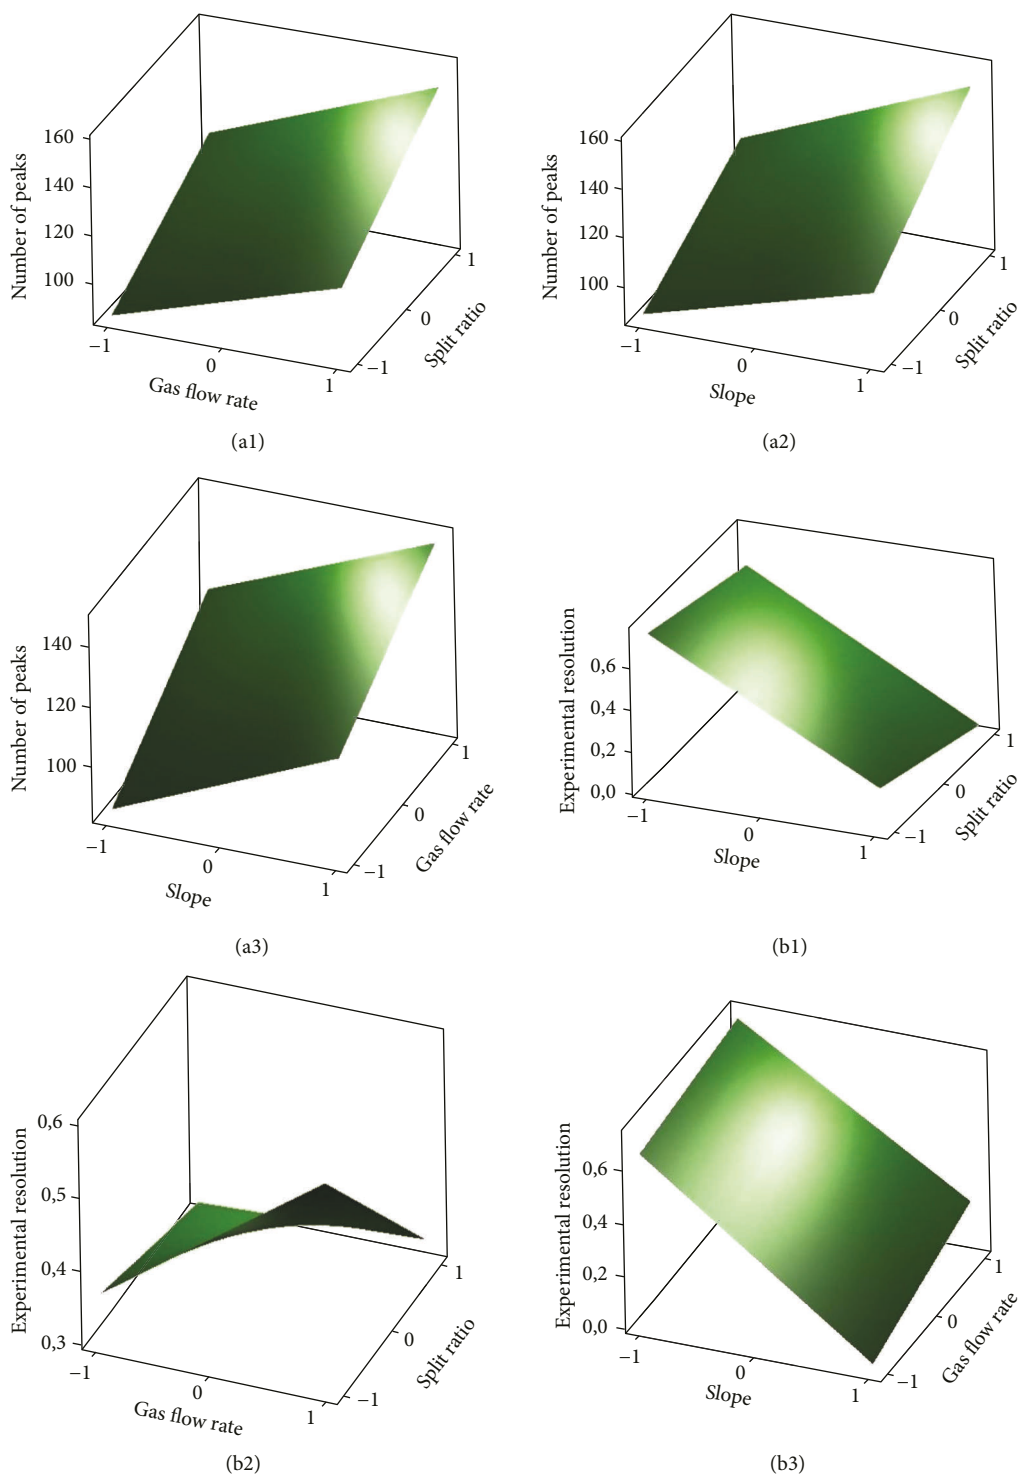 160
140
120
100
Number of peaks
−1
0
1
Gas flow rate
−1
0
1
Split ratio
(a1)
160
140
120
100
Number of peaks
−1
0
1
Slope
−1
0
1
Split ratio
(a2)
140
120
100
Number of peaks
−1
0
1
Slope
−1
0
1
Gas flow rate
(a3)
0,6
0,4
0,2
0,0
Experimental resolution
−1
0
1
Slope
−1
0
1
Split ratio
(b1)
0,6
0,5
0,4
0,3
Experimental resolution
−1
0
1
Gas flow rate
−1
0
1
Split ratio
(b2)
0,6
0,4
0,2
0,0
Experimental resolution
−1
0
1
Slope
−1
0
1
Gas flow rate
(b3)